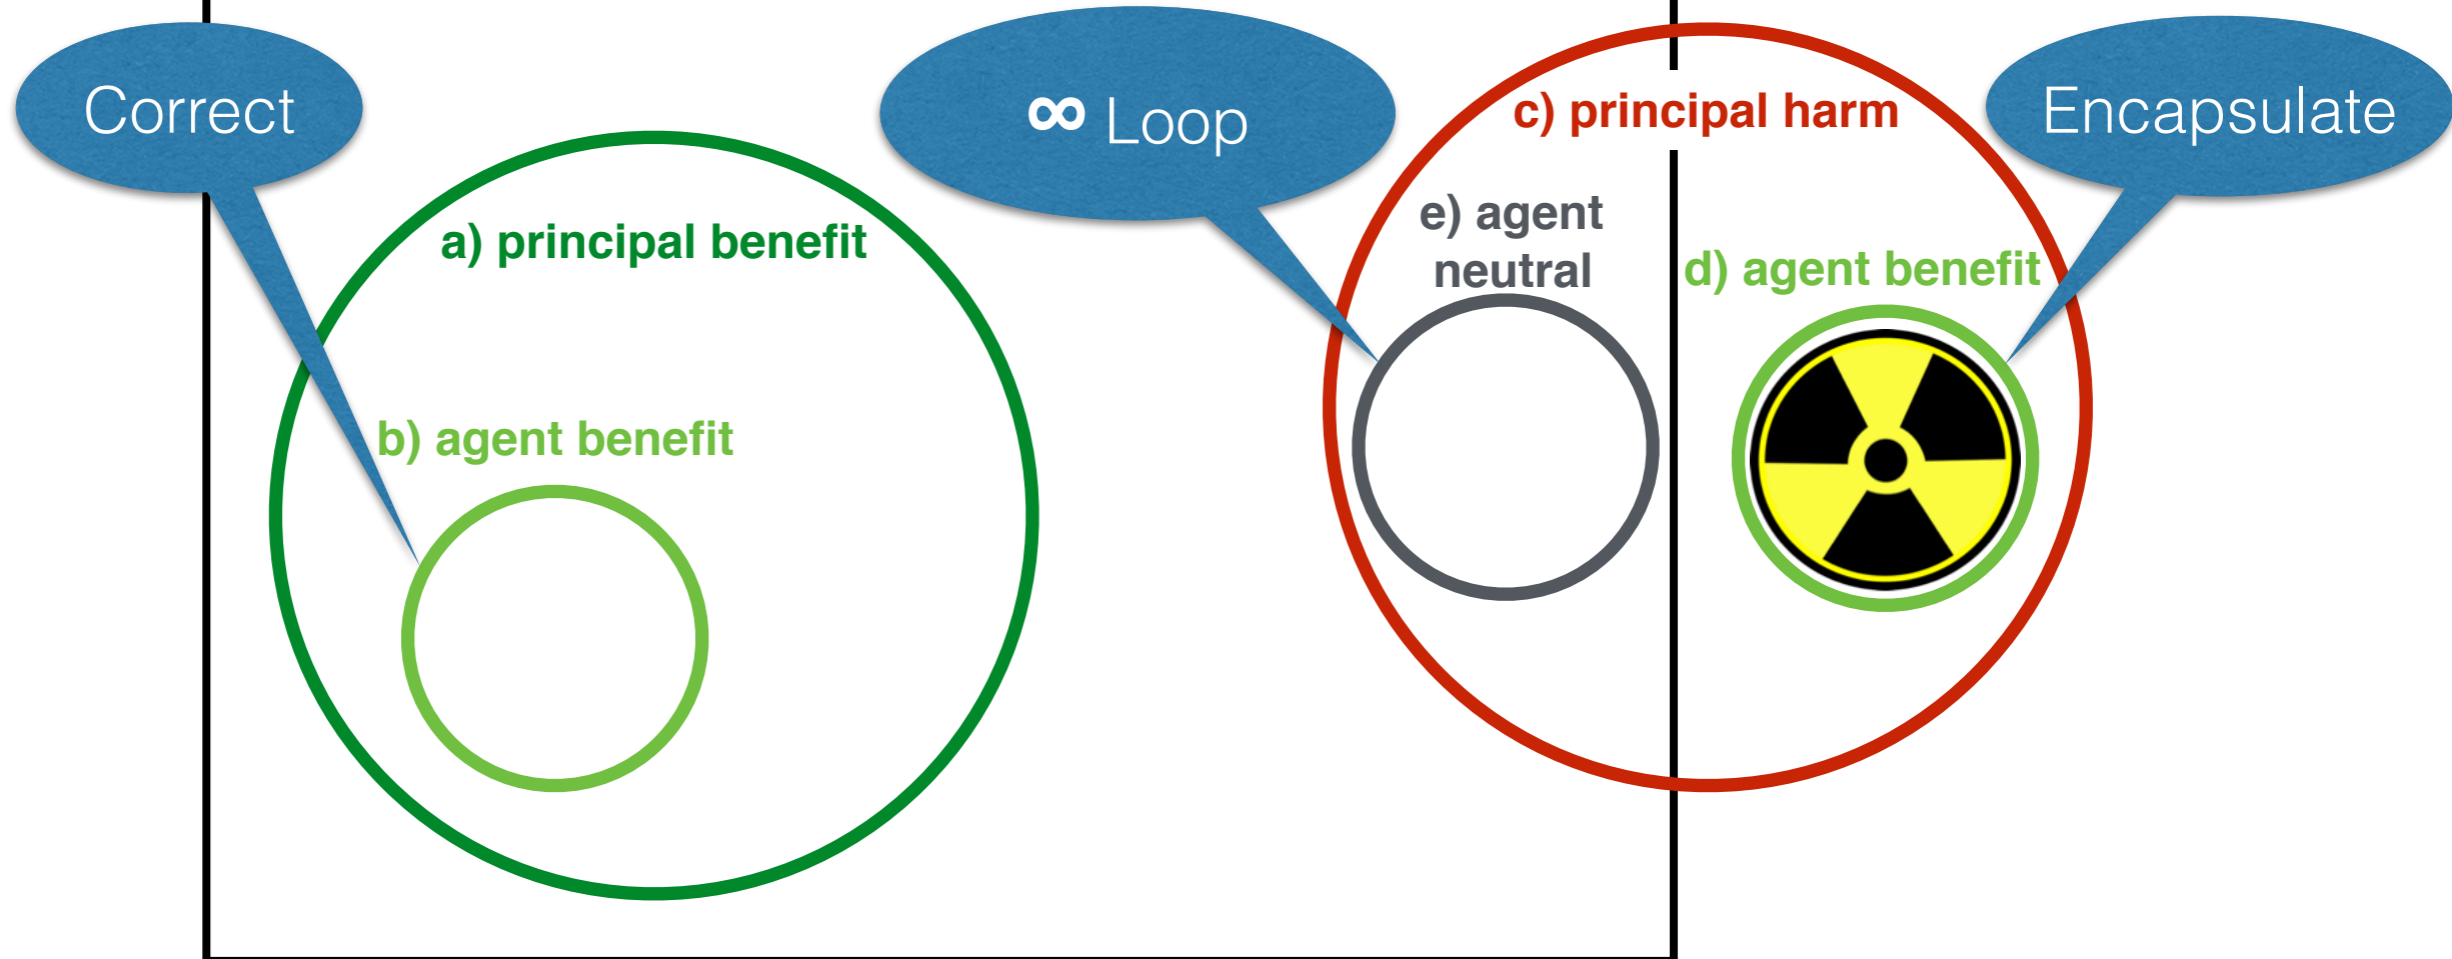 Correct
∞ Loop
c) principal harm
Encapsulate
a) principal benefit
e) agent
neutral
d) agent benefit
b) agent benefit